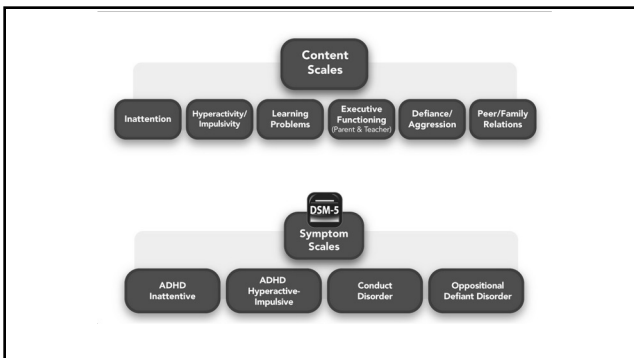 Content
Scales
Inattention
Hyperactivity/
Impulsivity
Learning
Problems
Executive
Functioning
(Parent & Teacher)
Defiance/
Aggression
Peer/Family
Relations
DSM-5
Symptom
Scales
ADHD
Inattentive
ADHD
Hyperactive-
Impulsive
Conduct
Disorder
Oppositional
Defiant Disorder